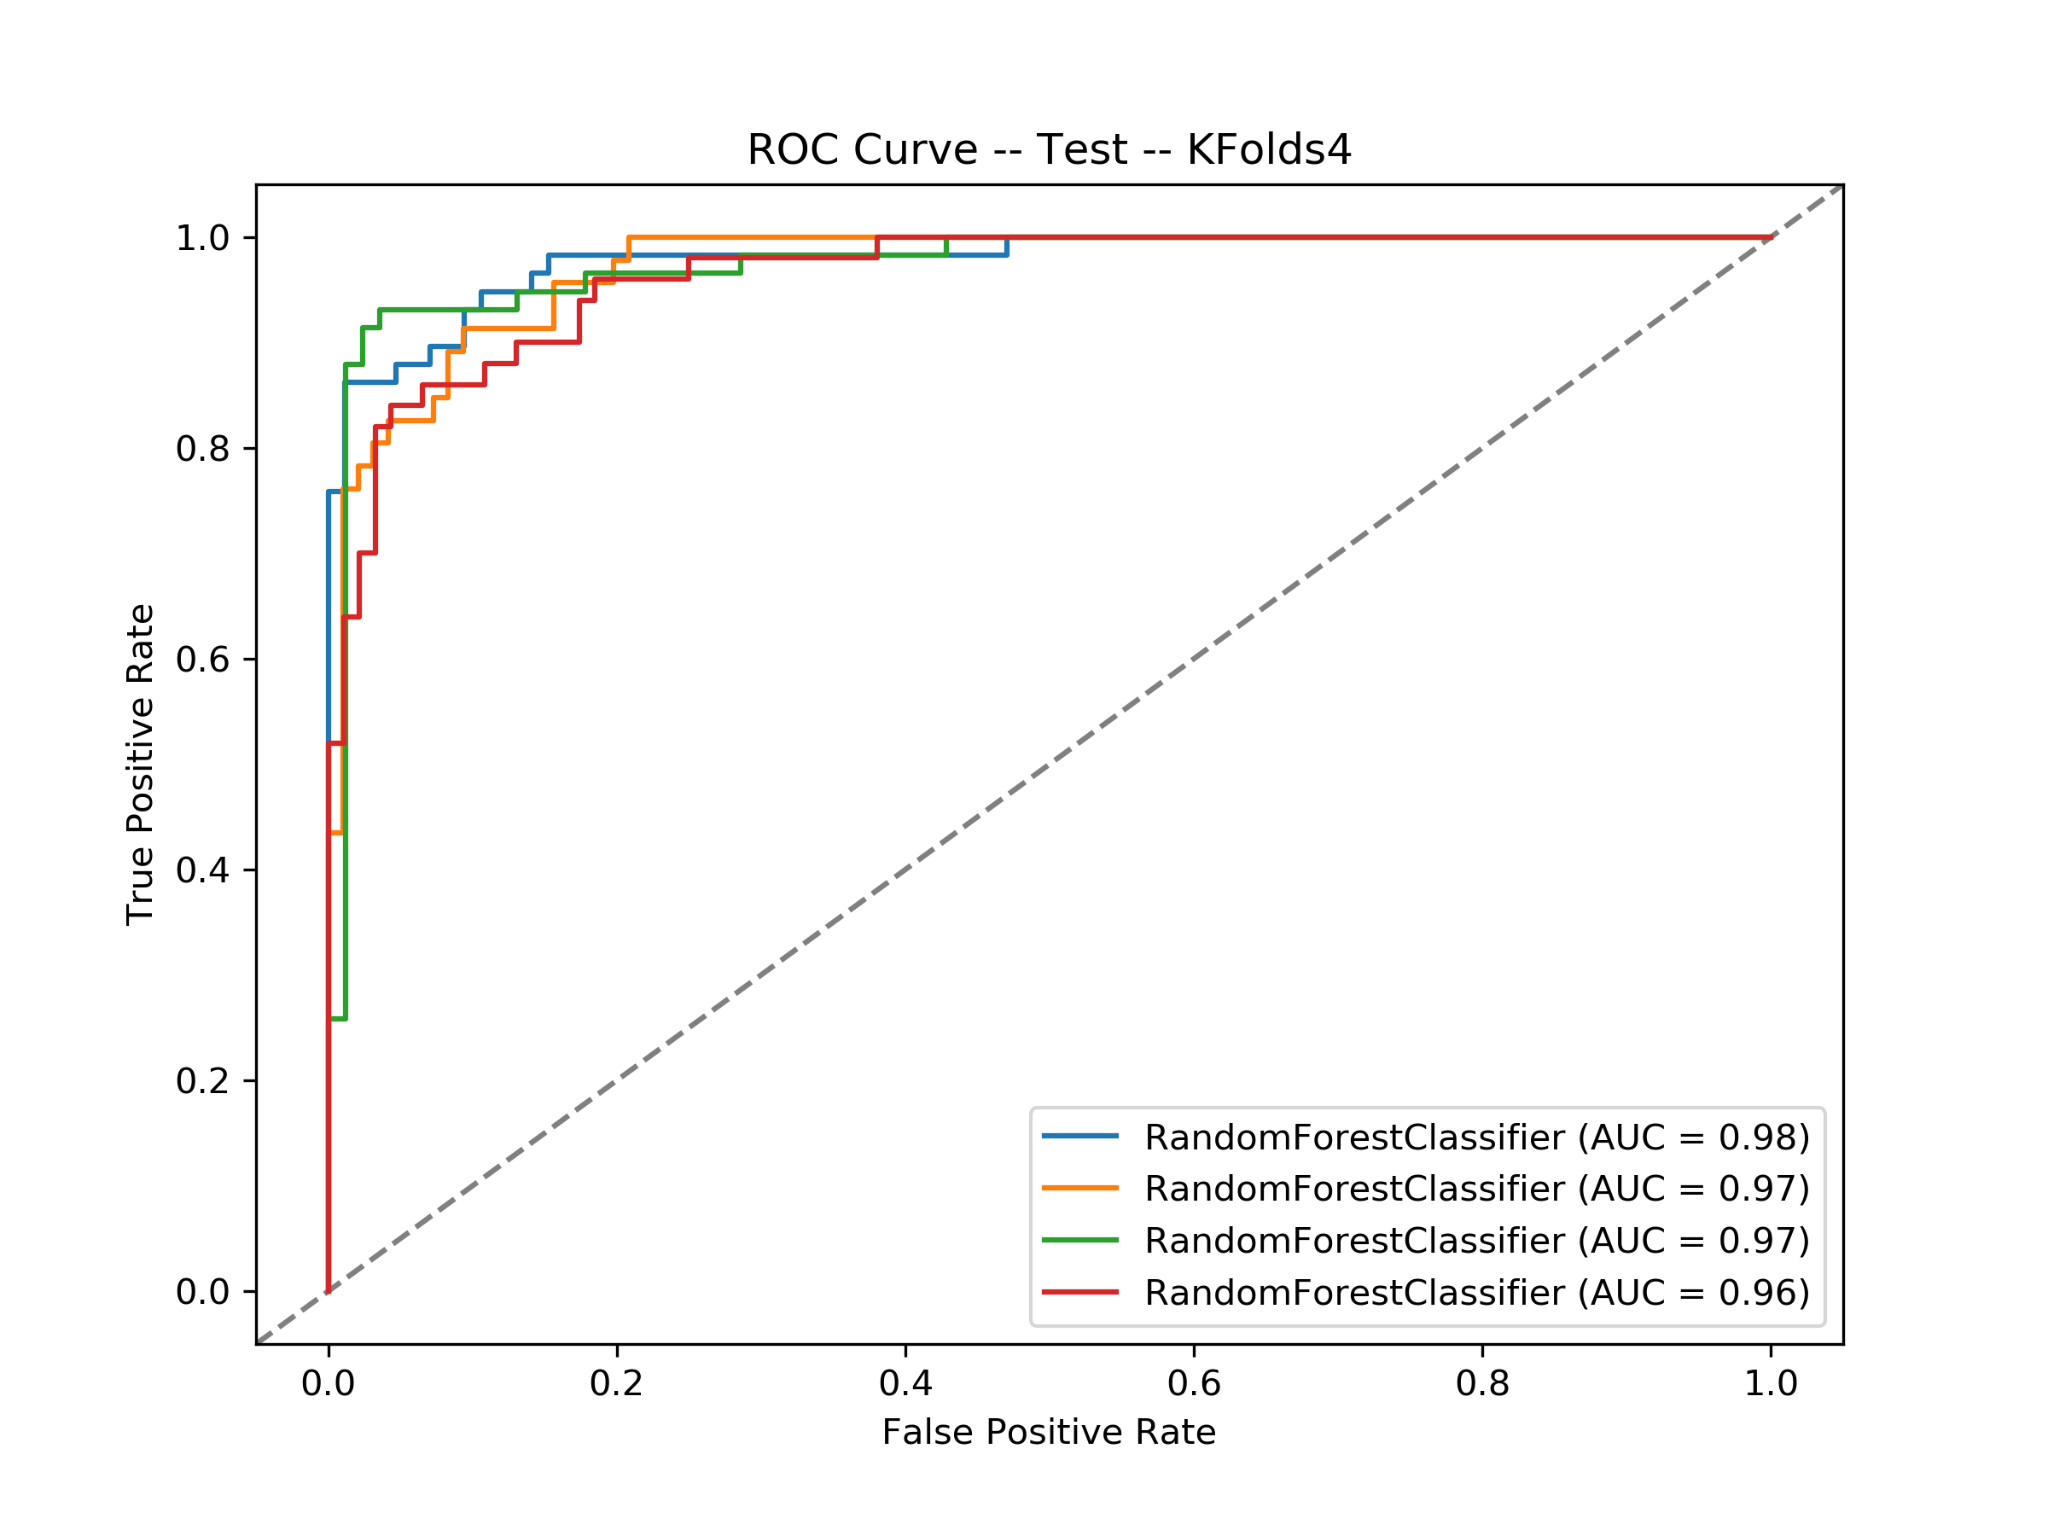 ROC Curve -- Test -- KFolds4
True Positive Rate
1.0
0.8
0.6
0.4
0.2
0.0
RandomForestClassifier (AUC = 0.98)
RandomForestClassifier (AUC = 0.97)
RandomForestClassifier (AUC = 0.97)
RandomForestClassifier (AUC = 0.96)
0.0 0.2 0.4 0.6 0.8 1.0
False Positive Rate